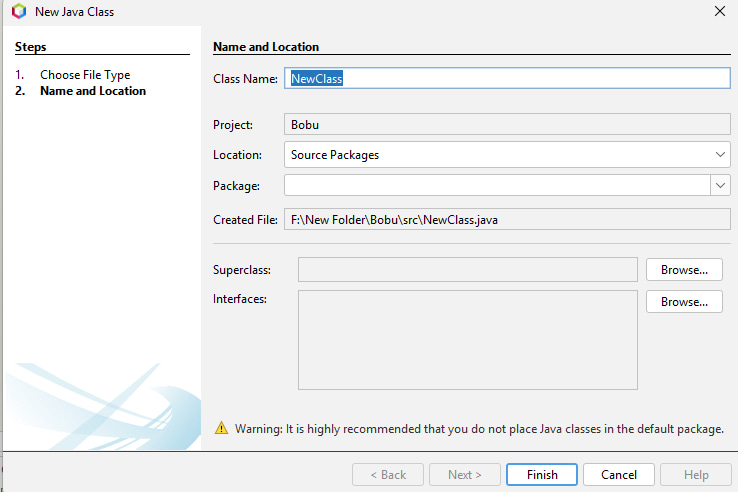 New Java Class
Steps
1. Choose File Type
2. Name and Location
Name and Location
Class Name: NewClass
Project: Bobu
Location: Source Packages
Package:
Created File: F:\New Folder\Bobu\src\NewClass.java
Superclass: Browse...
Interfaces: Browse...
Warning: It is highly recommended that you do not place Java classes in the default package.
< Back Next > Finish Cancel Help